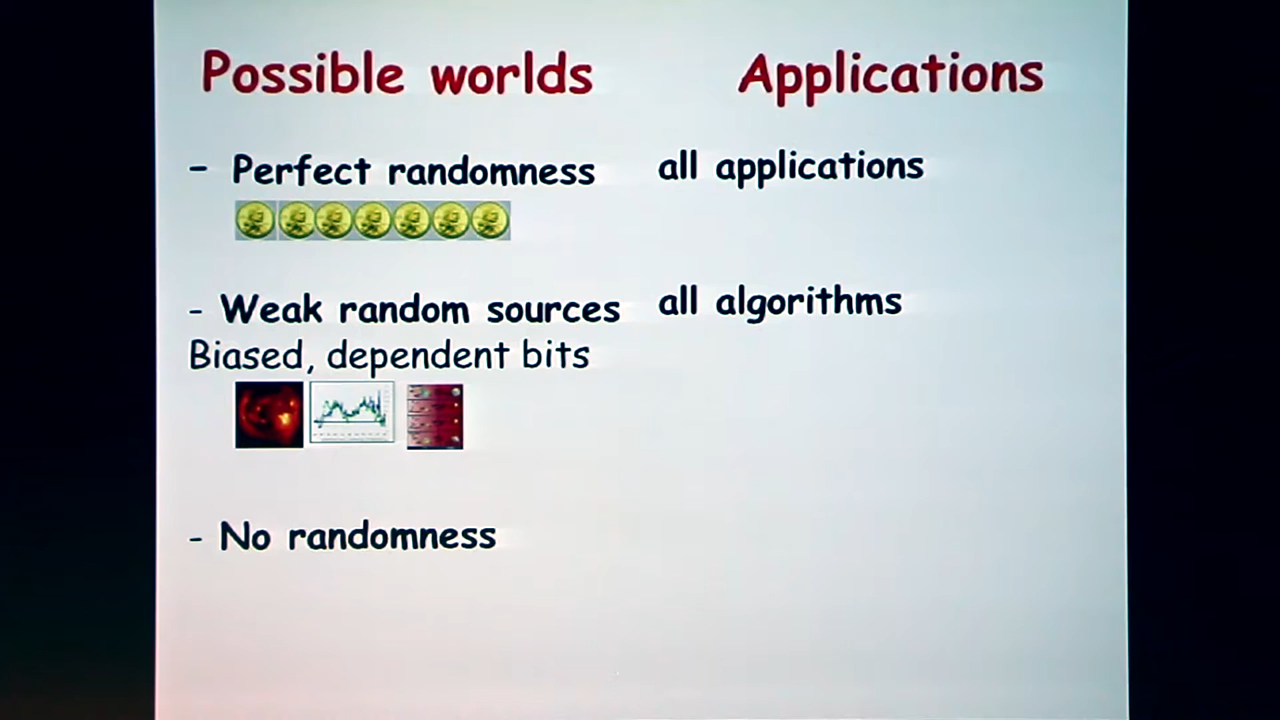 Possible worlds Applications
- Perfect randomness all applications
- Weak random sources all algorithms
Biased, dependent bits
- No randomness